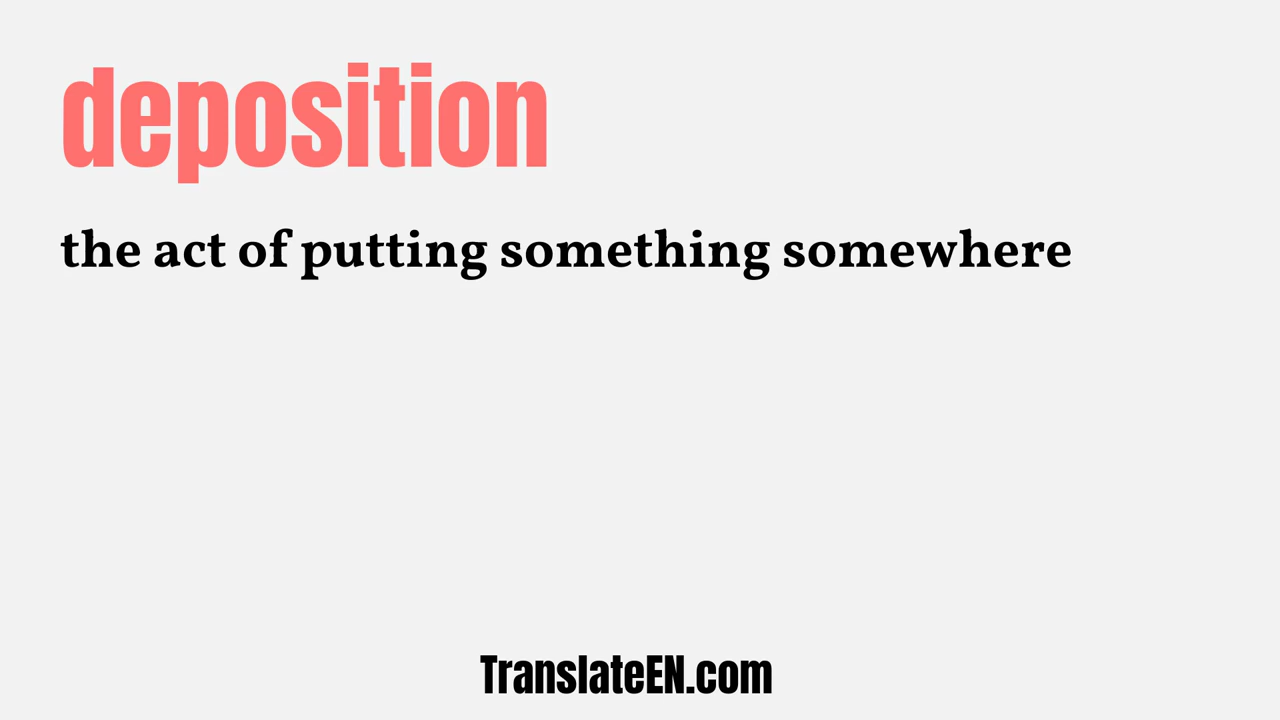 deposition
the act of putting something somewhere
TranslateEN.com